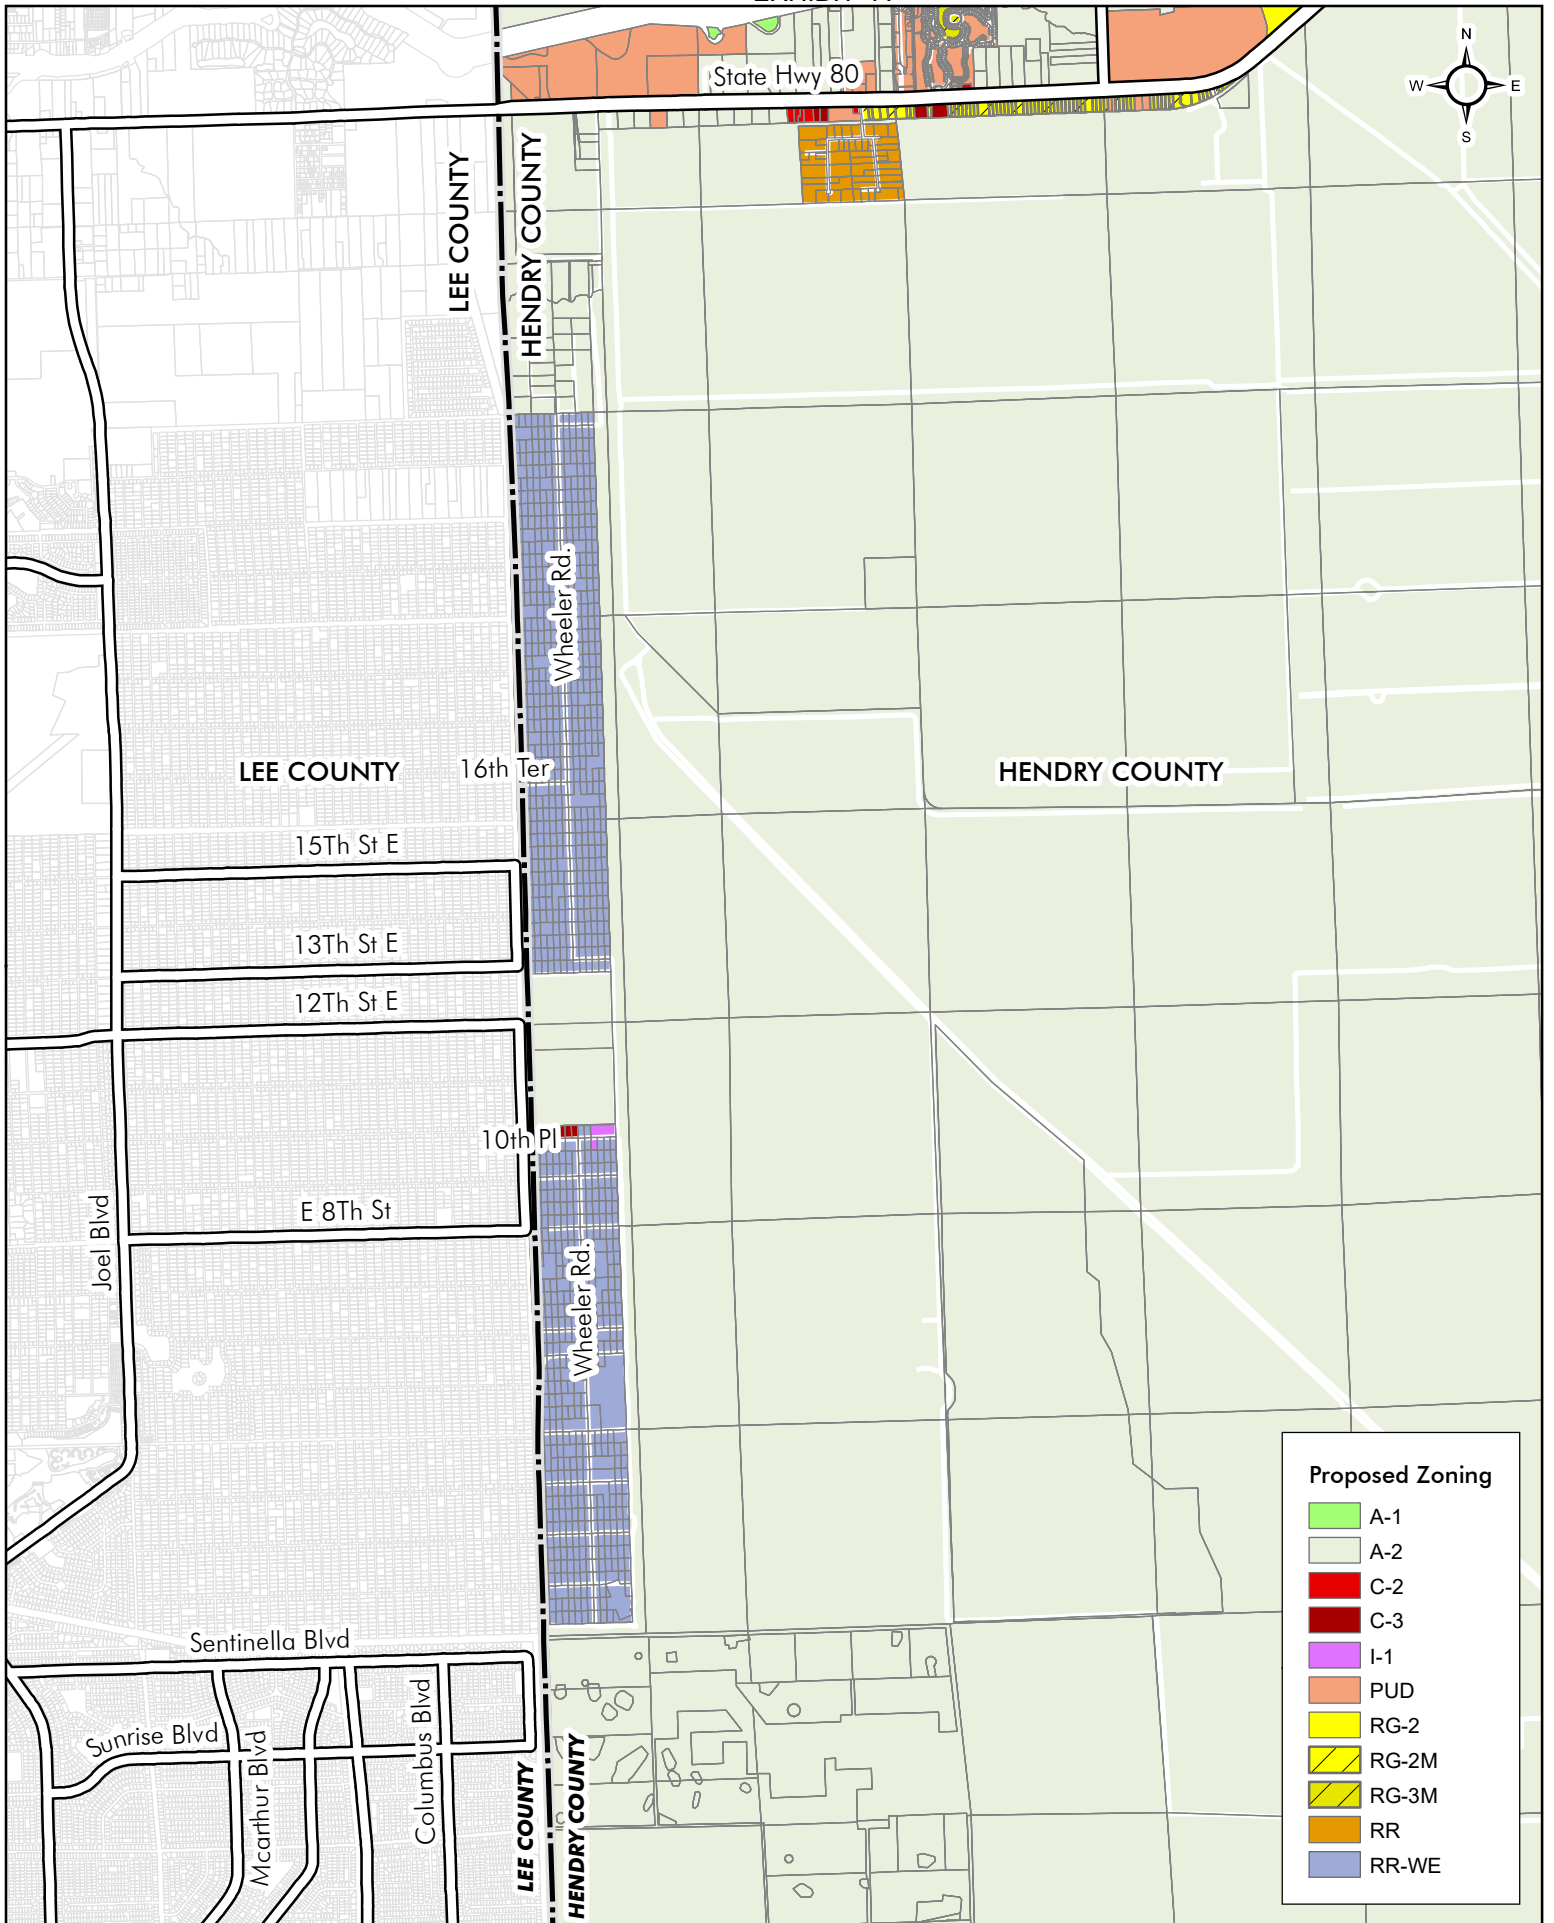 State Hwy 80
N
W
E
S
LEE COUNTY
HENDRY COUNTY
Wheeler Rd.
LEE COUNTY
16th Ter
HENDRY COUNTY
15Th St E
13Th St E
12Th St E
10th Pl
E 8Th St
Joel Blvd
Wheeler Rd.
Sentinella Blvd
Sunrise Blvd
Mcarthur Blvd
Columbus Blvd
LEE COUNTY
HENDRY COUNTY
Proposed Zoning
A-1
A-2
C-2
C-3
I-1
PUD
RG-2
RG-2M
RG-3M
RR
RR-WE